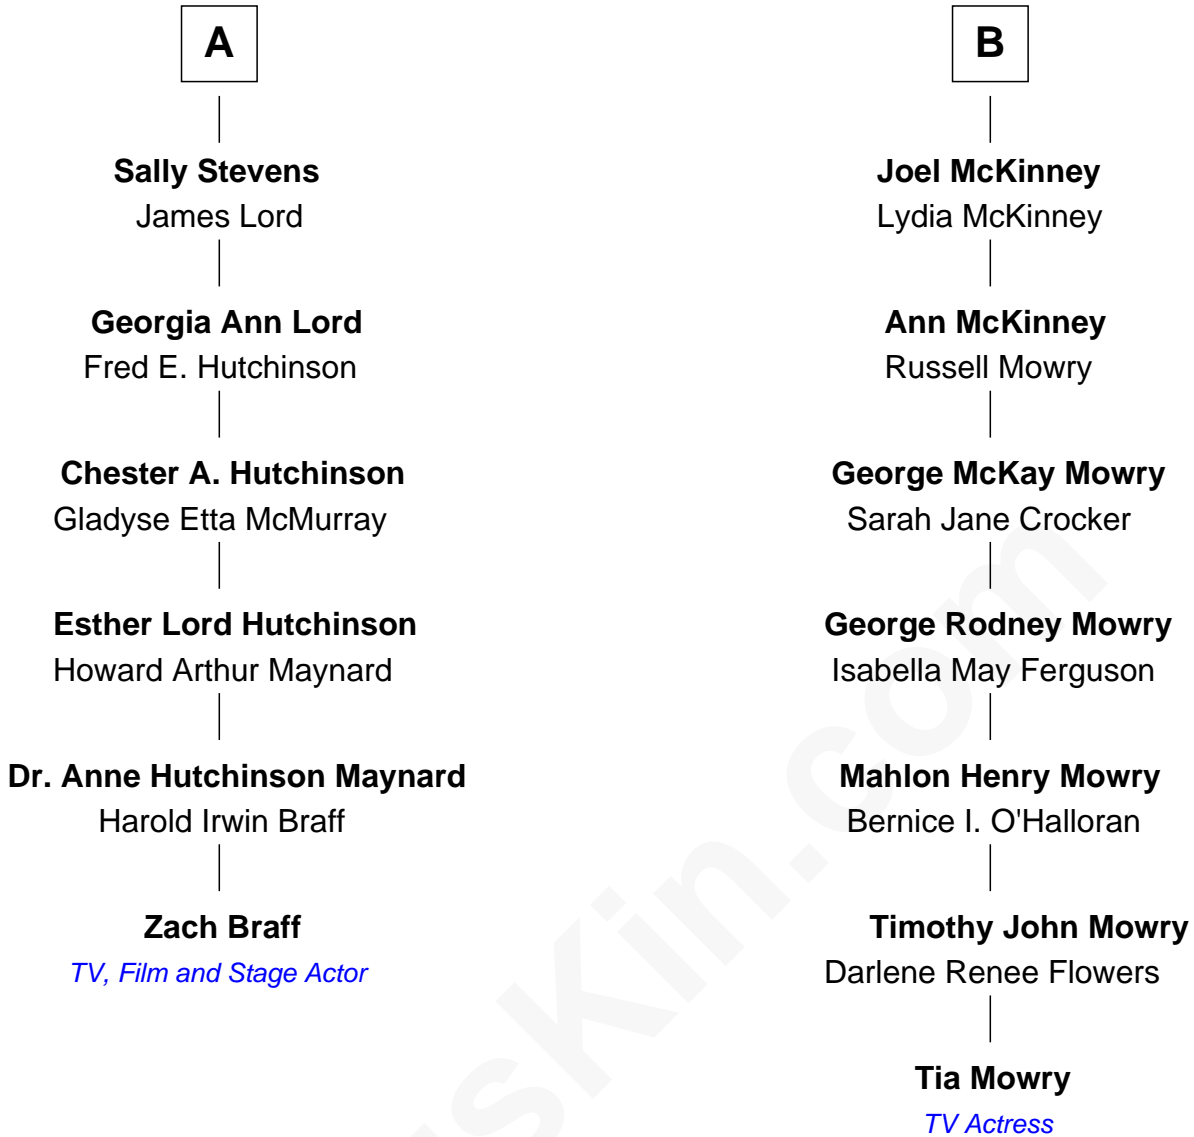 A
Sally Stevens
James Lord
Georgia Ann Lord
Fred E. Hutchinson
Chester A. Hutchinson
Gladyse Etta McMurray
Esther Lord Hutchinson
Howard Arthur Maynard
Dr. Anne Hutchinson Maynard
Harold Irwin Braff
Zach Braff
TV, Film and Stage Actor
B
Joel McKinney
Lydia McKinney
Ann McKinney
Russell Mowry
George McKay Mowry
Sarah Jane Crocker
George Rodney Mowry
Isabella May Ferguson
Mahlon Henry Mowry
Bernice I. O'Halloran
Timothy John Mowry
Darlene Renee Flowers
Tia Mowry
TV Actress
sKin.com